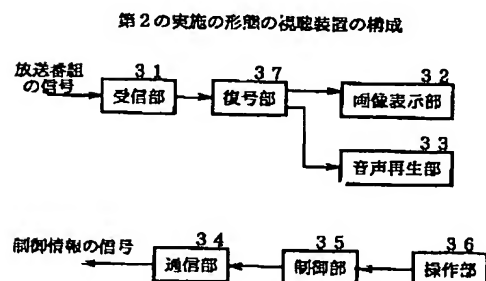 第2の実施の形態の視聴装置の構成
放送番組
の信号
31
受信部
37
復号部
32
画像表示部
33
音声再生部
制御情報の信号
34
通信部
35
制御部
36
操作部